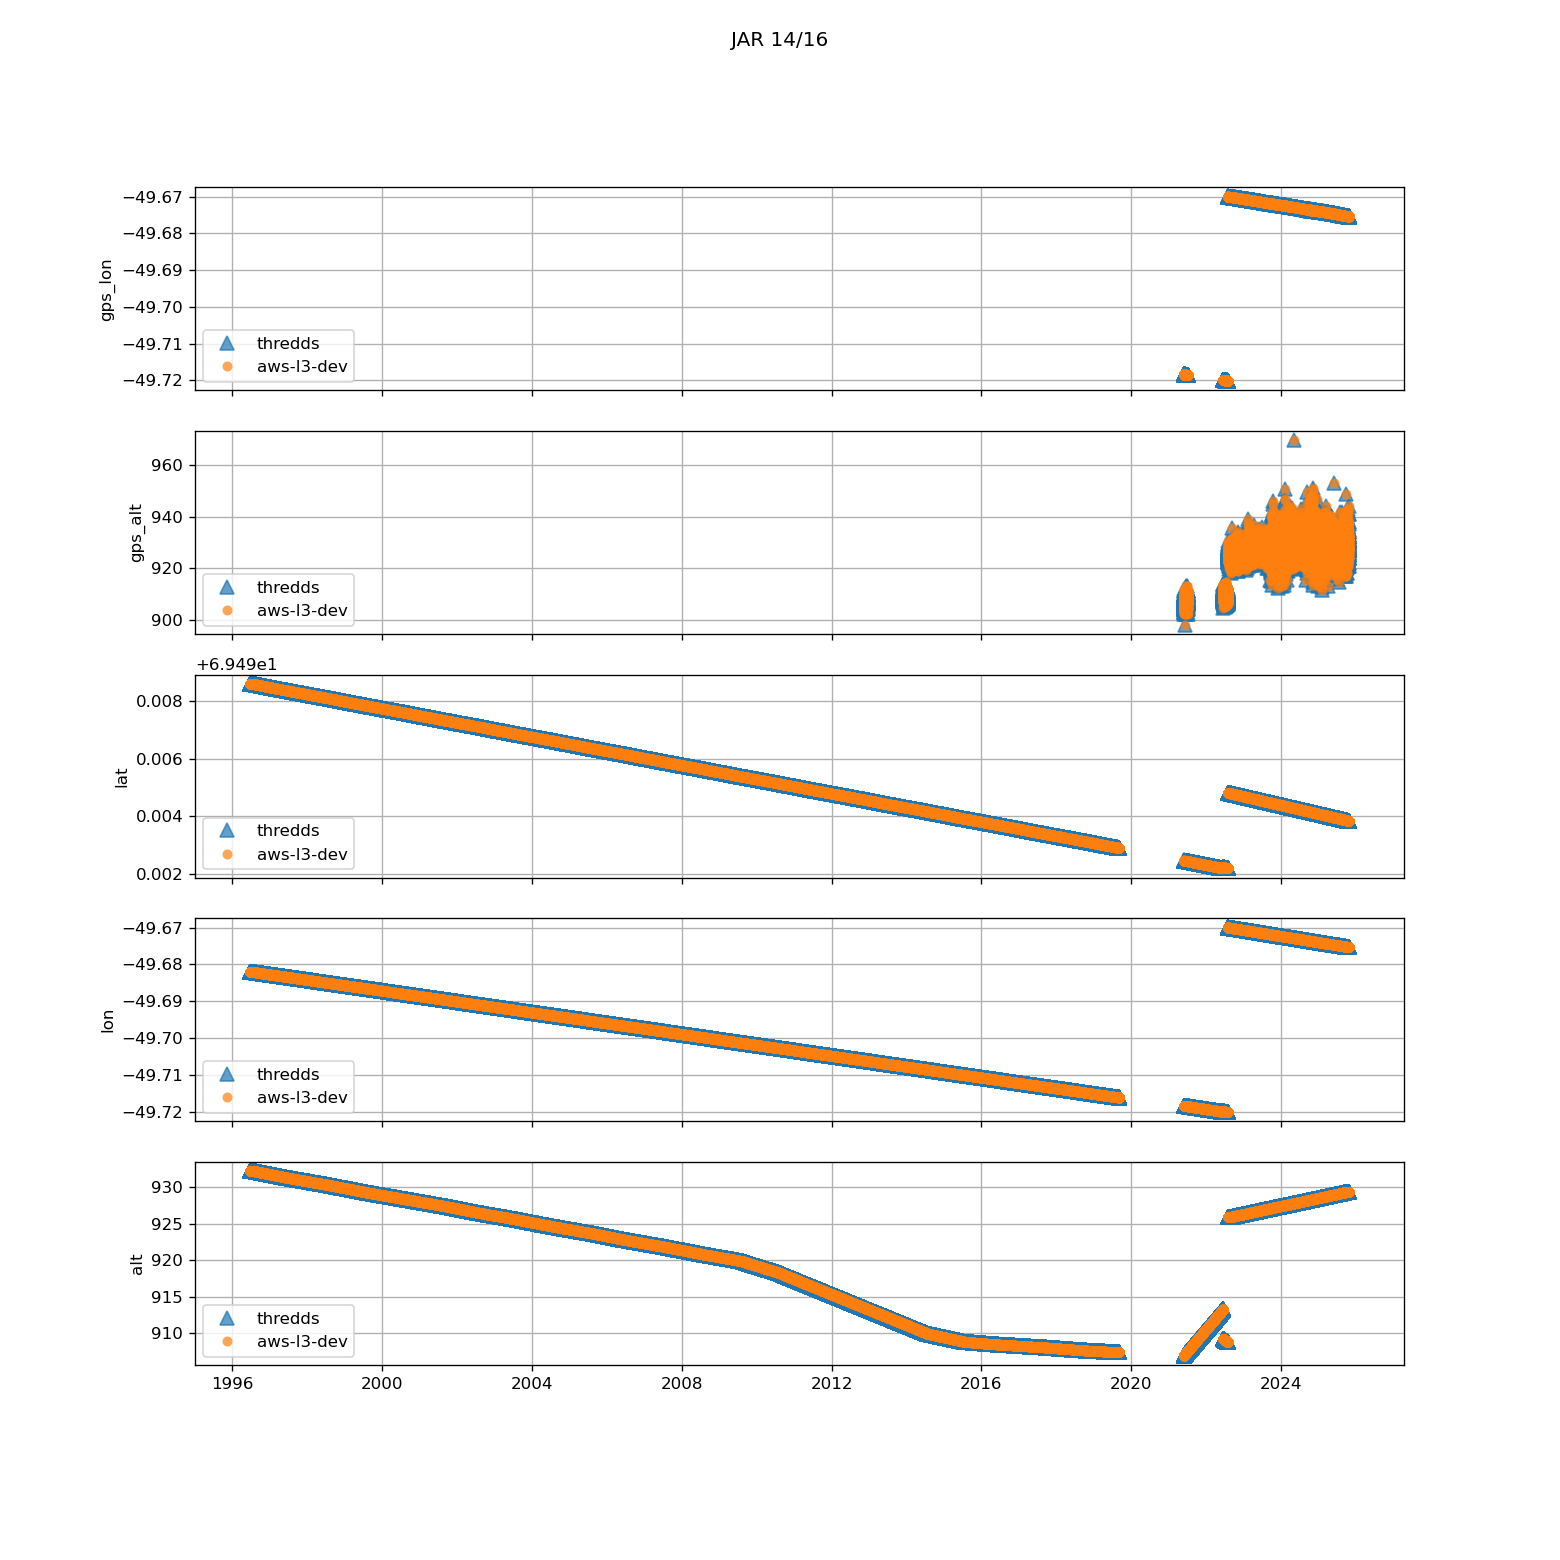 JAR 14/16
gps_lon
−49.67
−49.68
−49.69
−49.70
−49.71
−49.72
thredds
aws-l3-dev
gps_alt
960
940
920
900
thredds
aws-l3-dev
+6.949e1
lat
0.008
0.006
0.004
0.002
thredds
aws-l3-dev
lon
−49.67
−49.68
−49.69
−49.70
−49.71
−49.72
thredds
aws-l3-dev
alt
930
925
920
915
910
thredds
aws-l3-dev
1996 2000 2004 2008 2012 2016 2020 2024